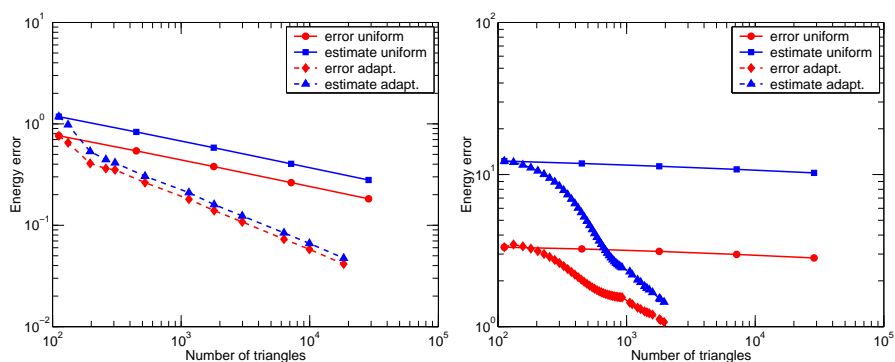 10^1
10^0
10^-1
10^-2
Energy error
10^2
10^3
10^4
10^5
Number of triangles
error uniform
estimate uniform
error adapt.
estimate adapt.
10^2
10^1
10^0
Energy error
10^2
10^3
10^4
10^5
Number of triangles
error uniform
estimate uniform
error adapt.
estimate adapt.